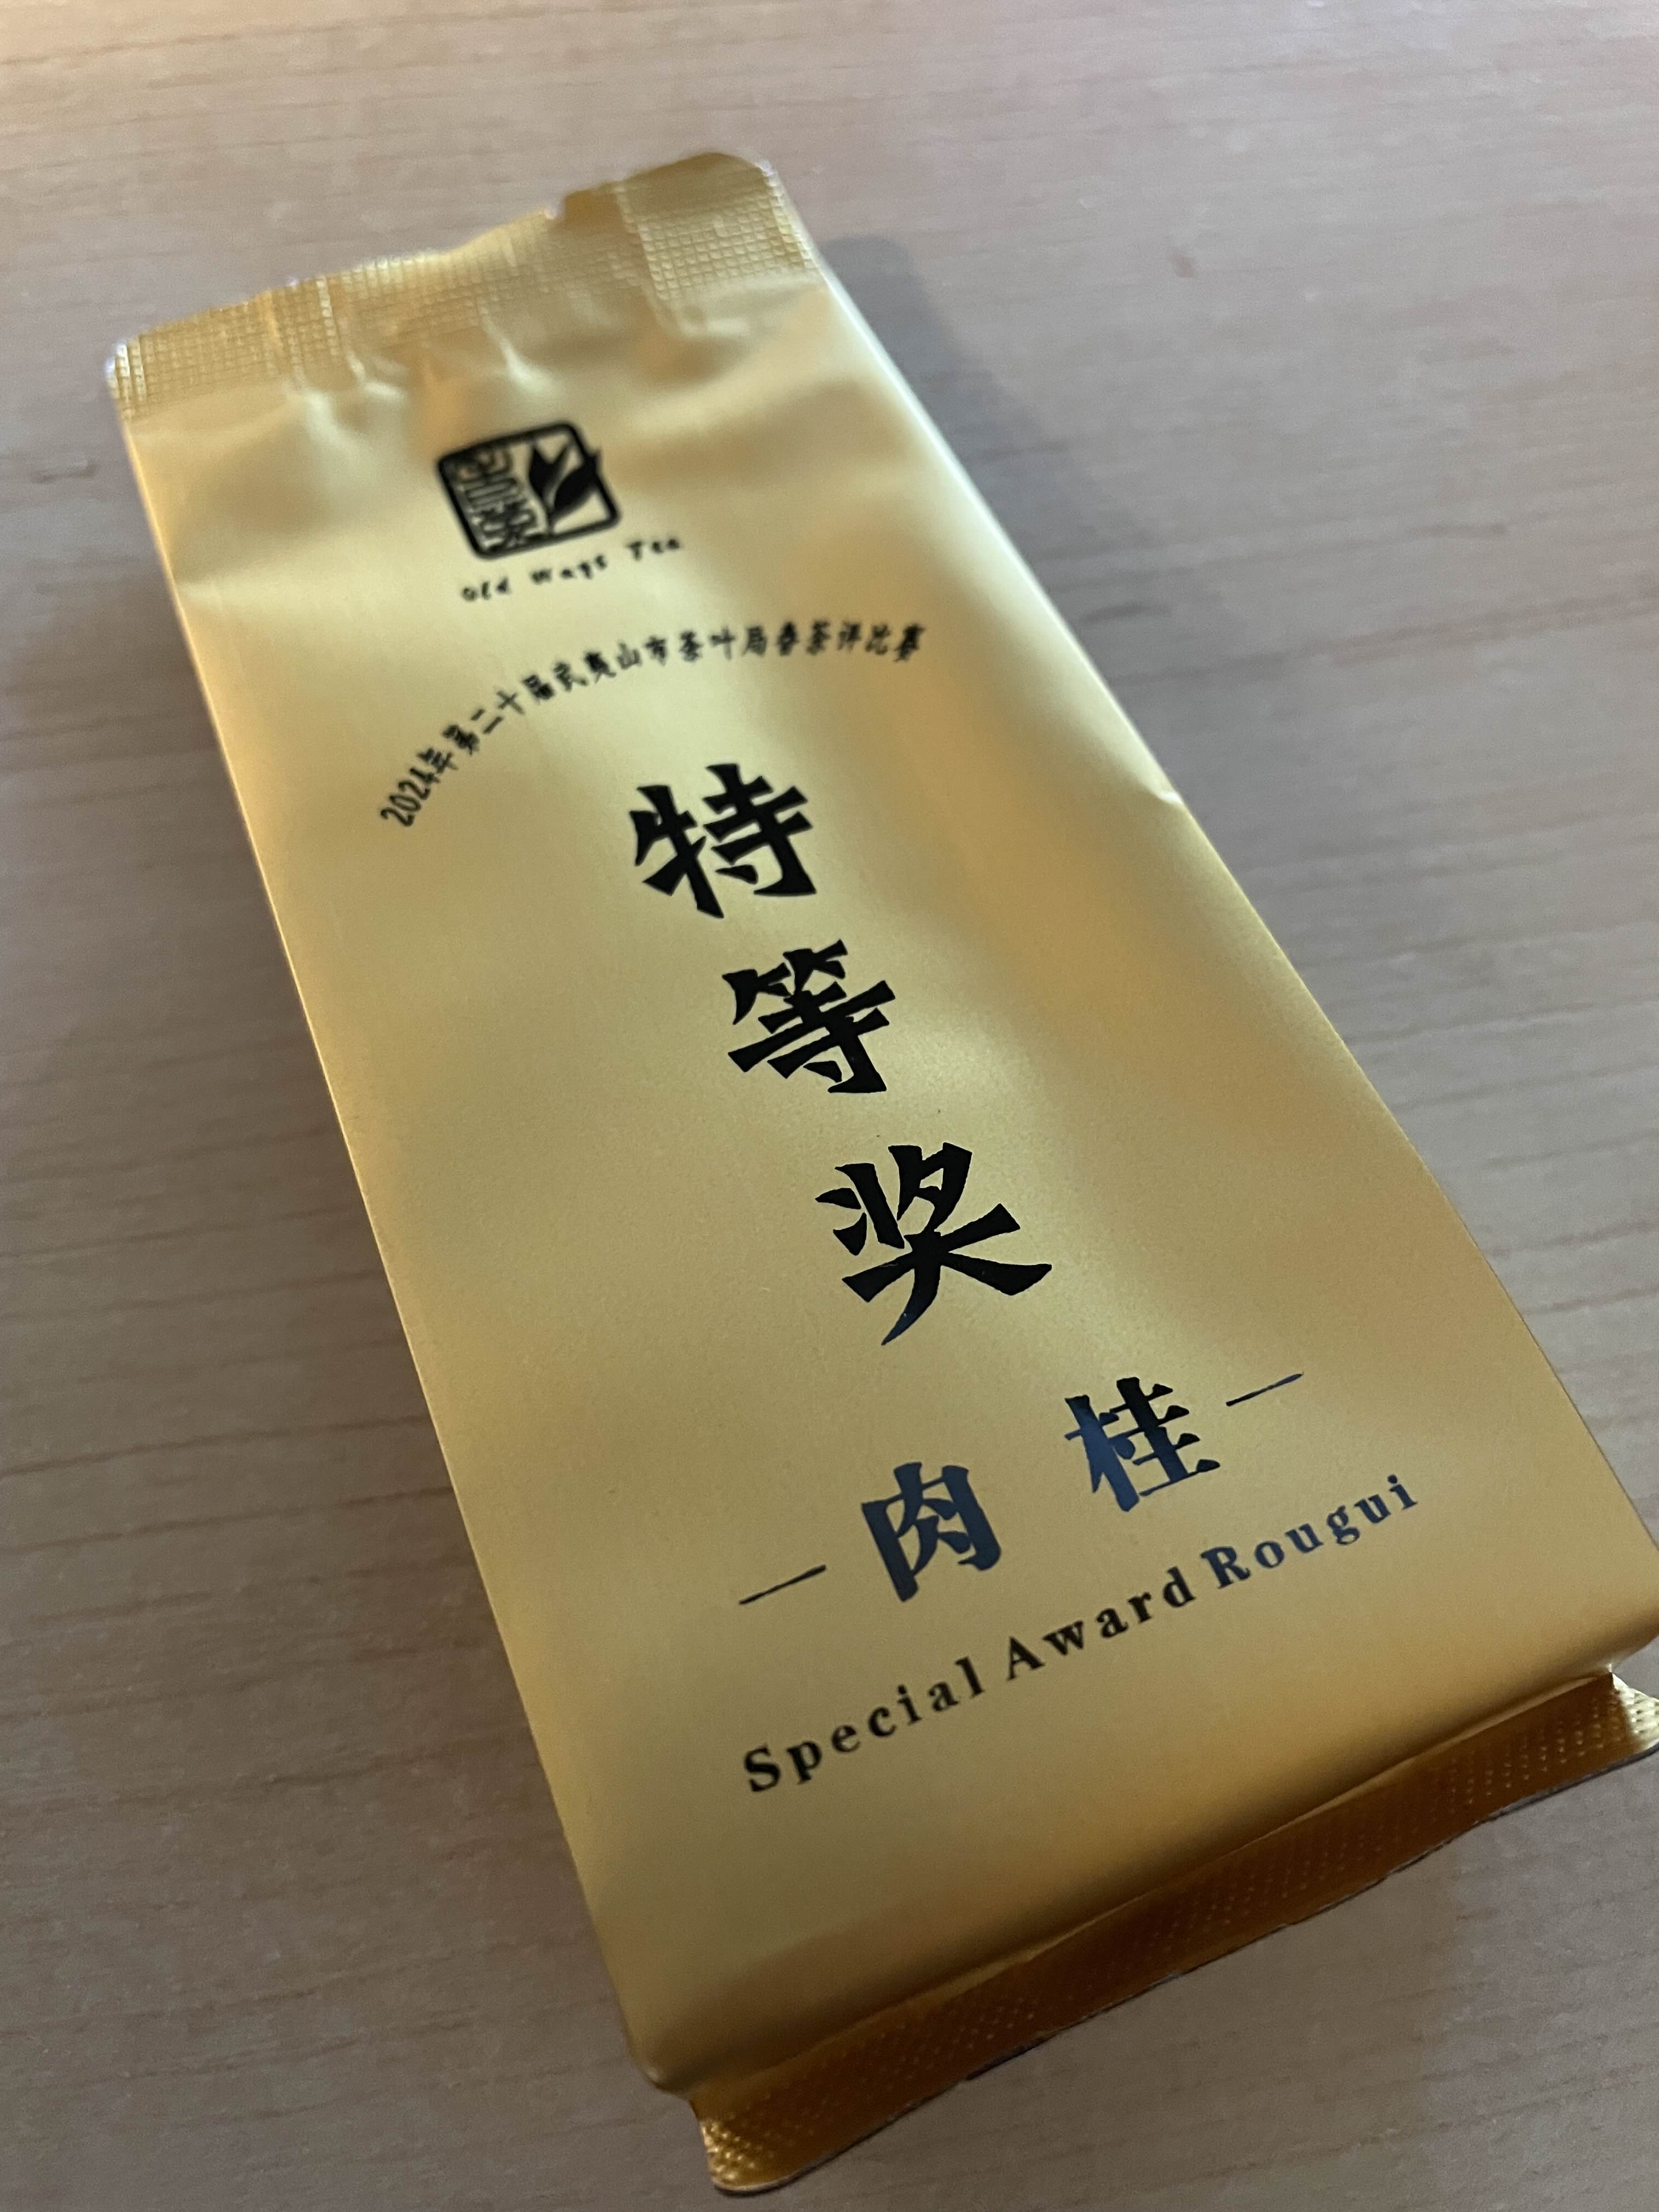 Old Ways Tea
2024年第二十届武夷山市茶叶局春茶评比赛
特等奖
肉桂
Special Award Rougui